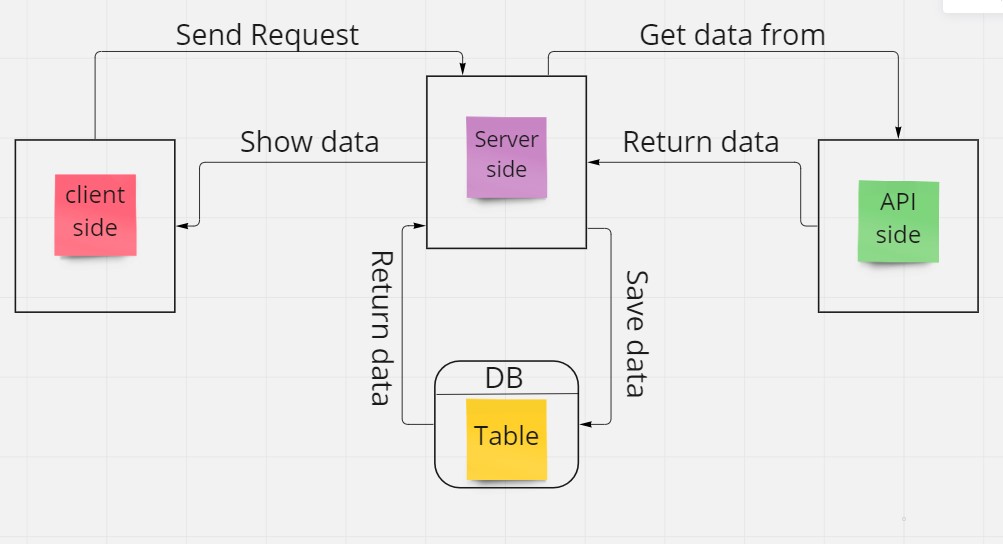 Send Request
Get data from
Show data
Server
side
Return data
client
side
API
side
Return data
Save data
DB
Table